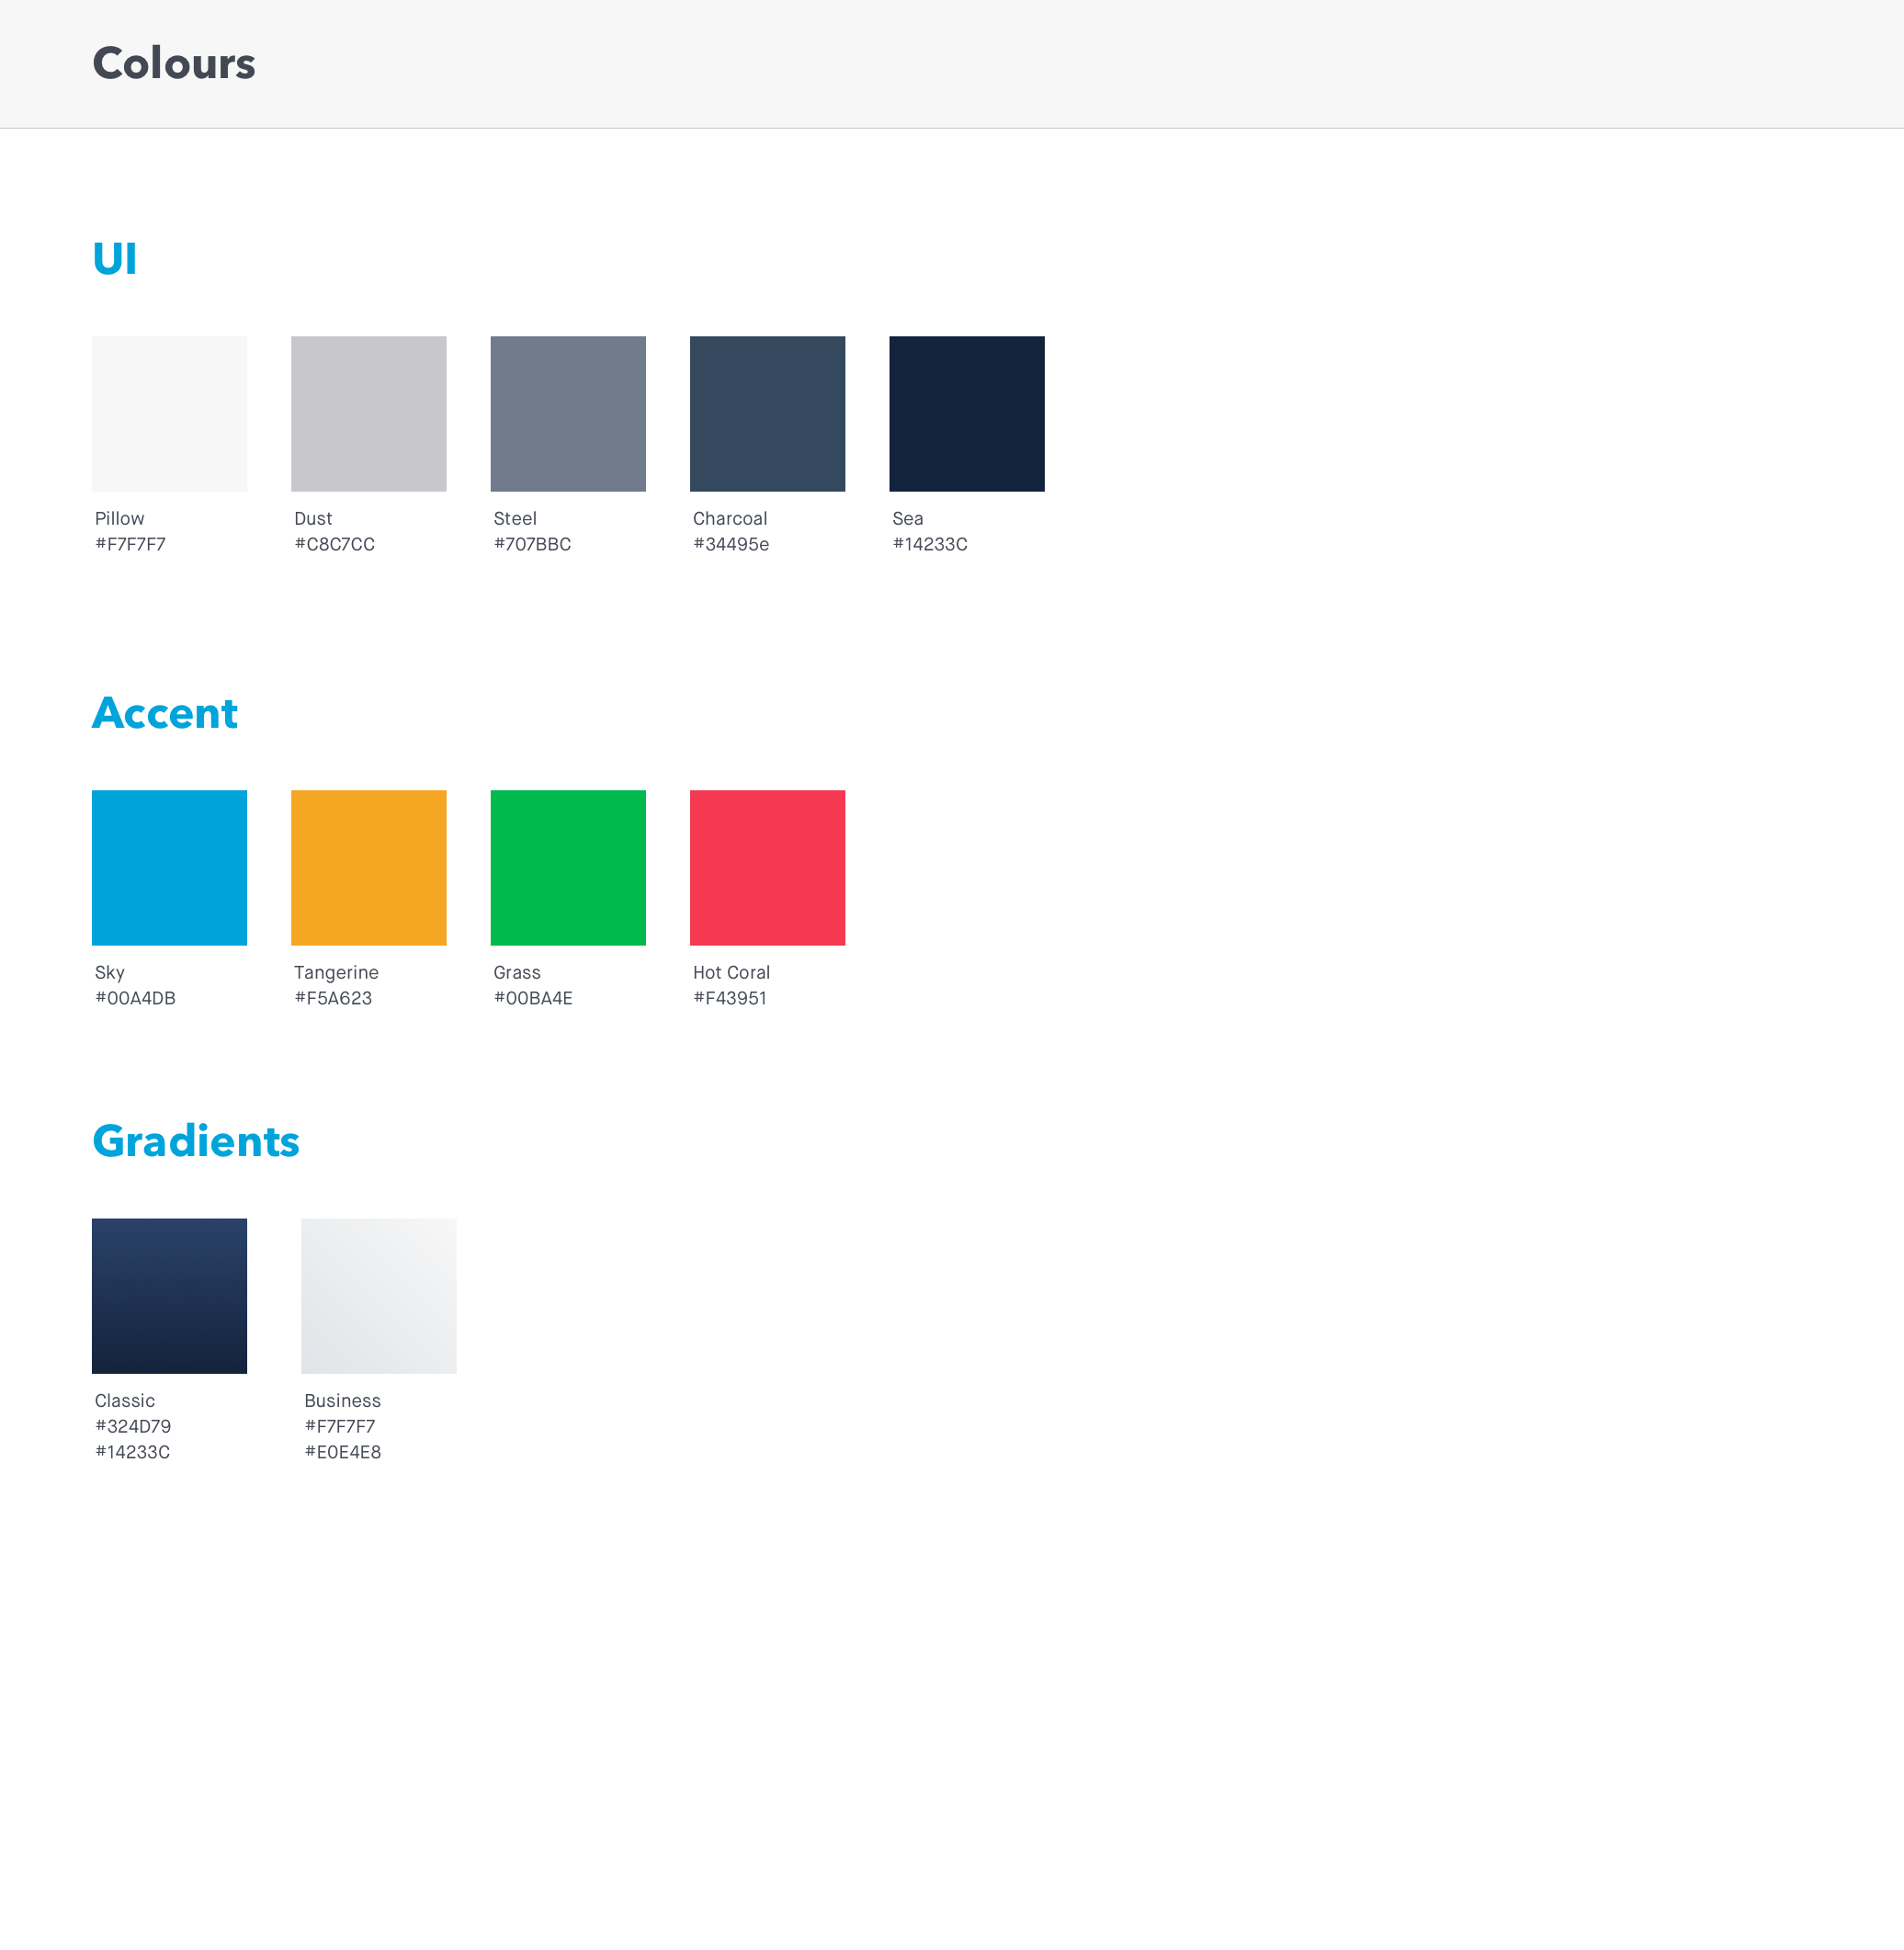 Colours
UI
Pillow
#F7F7F7
Dust
#C8C7CC
Steel
#707BBC
Charcoal
#34495e
Sea
#14233C
Accent
Sky
#00A4DB
Tangerine
#F5A623
Grass
#00BA4E
Hot Coral
#F43951
Gradients
Classic
#324D79
#14233C
Business
#F7F7F7
#E0E4E8